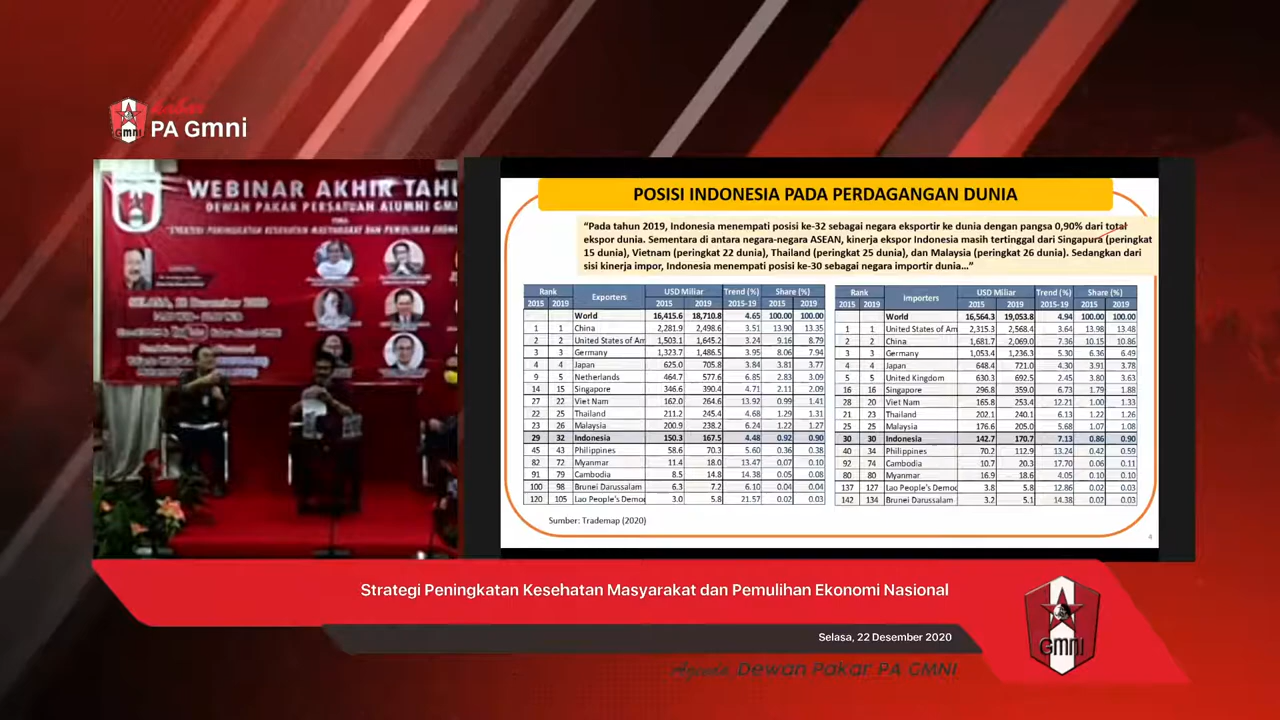 Kabar
PA Gmni
GMNI
WEBINAR AKHIR TAHU
DEWAN PAKAR PERSATUAN ALUMNI GMN
POSISI INDONESIA PADA PERDAGANGAN DUNIA
“Pada tahun 2019, Indonesia menempati posisi ke-32 sebagai negara eksportir ke dunia dengan pangsa 0,90% dari total
ekspor dunia. Sementara di antara negara-negara ASEAN, kinerja ekspor Indonesia masih tertinggal dari Singapura (peringkat
15 dunia), Vietnam (peringkat 22 dunia), Thailand (peringkat 25 dunia), dan Malaysia (peringkat 26 dunia). Sedangkan dari
sisi kinerja impor, Indonesia menempati posisi ke-30 sebagai negara importir dunia…”
Rank Exporters USD Miliar Trend (%) Share (%)
2015 2019 2015 2019 2015-19 2015 2019
World 16,415.6 18,710.8 4.65 100.00 100.00
1 1 China 2,281.9 2,498.6 3.51 13.90 13.35
2 2 United States of Am 1,503.1 1,645.2 3.24 9.16 8.79
3 3 Germany 1,323.7 1,486.5 3.95 8.06 7.94
4 4 Japan 625.0 705.8 3.84 3.81 3.77
9 5 Netherlands 464.7 577.6 6.85 2.83 3.09
14 15 Singapore 346.6 390.4 4.71 2.11 2.09
27 22 Viet Nam 162.0 264.6 13.92 0.99 1.41
22 25 Thailand 211.2 245.4 4.68 1.29 1.31
23 26 Malaysia 200.9 238.2 6.24 1.22 1.27
29 32 Indonesia 150.3 167.5 4.48 0.92 0.90
45 43 Philippines 58.6 70.3 5.60 0.36 0.38
82 72 Myanmar 11.4 18.0 13.47 0.07 0.10
91 79 Cambodia 8.5 14.8 14.38 0.05 0.08
100 98 Brunei Darussalam 6.3 7.2 6.10 0.04 0.04
120 105 Lao People's Democ 3.0 5.8 21.57 0.02 0.03
Rank Importers USD Miliar Trend (%) Share (%)
2015 2019 2015 2019 2015-19 2015 2019
World 16,564.3 19,053.8 4.94 100.00 100.00
1 1 United States of Am 2,315.3 2,568.4 3.64 13.98 13.48
2 2 China 1,681.7 2,069.0 7.36 10.15 10.86
3 3 Germany 1,053.4 1,236.3 5.30 6.36 6.49
4 4 Japan 648.4 721.0 4.30 3.91 3.78
5 5 United Kingdom 630.3 692.5 2.45 3.80 3.63
16 16 Singapore 296.8 359.0 6.73 1.79 1.88
28 20 Viet Nam 165.8 253.4 12.21 1.00 1.33
21 23 Thailand 202.1 240.1 6.13 1.22 1.26
25 25 Malaysia 176.6 205.0 5.68 1.07 1.08
30 30 Indonesia 142.7 170.7 7.13 0.86 0.90
40 34 Philippines 70.2 112.9 13.24 0.42 0.59
92 74 Cambodia 10.7 20.3 17.70 0.06 0.11
80 80 Myanmar 16.9 18.6 4.05 0.10 0.10
137 127 Lao People's Democ 3.8 5.8 12.86 0.02 0.03
142 134 Brunei Darussalam 3.2 5.1 14.38 0.02 0.03
Sumber: Trademap (2020)
4
Strategi Peningkatan Kesehatan Masyarakat dan Pemulihan Ekonomi Nasional
Selasa, 22 Desember 2020
Agenda Dewan Pakar PA GMNI
GMNI